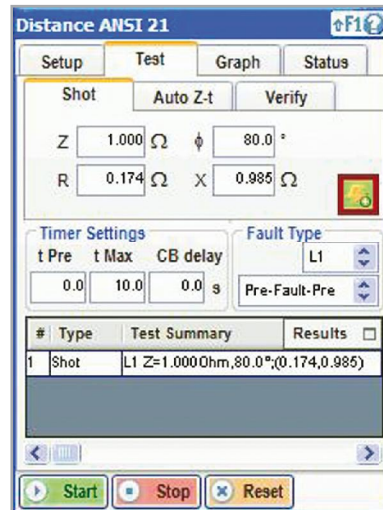 Distance ANSI 21 F1
Setup Test Graph Status
Shot Auto Z-t Verify
Z 1.000 Ω ϕ 80.0 °
R 0.174 Ω X 0.985 Ω
Timer Settings Fault Type
t Pre t Max CB delay L1
0.0 10.0 0.0 s Pre-Fault-Pre
# Type Test Summary Results
1 Shot L1 Z=1.000Ohm,80.0°;(0.174,0.985)
Start Stop Reset